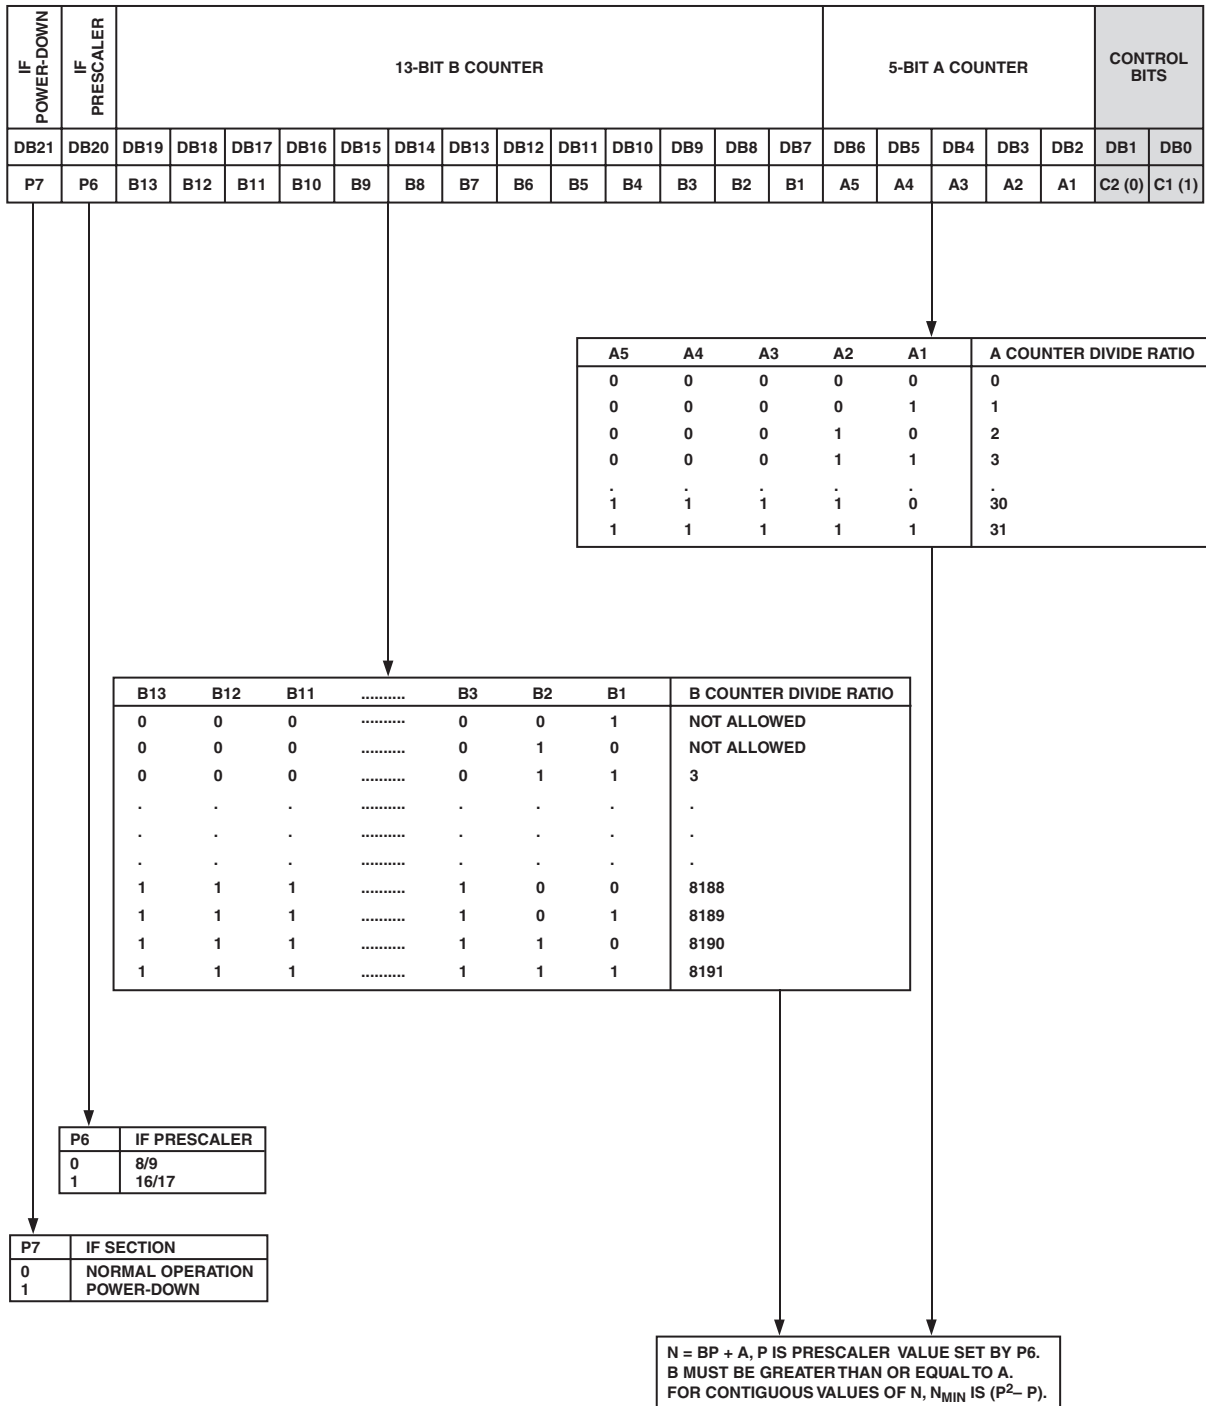 IF POWER-DOWN
IF PRESCALER
13-BIT B COUNTER
5-BIT A COUNTER
CONTROL BITS
DB21 DB20 DB19 DB18 DB17 DB16 DB15 DB14 DB13 DB12 DB11 DB10 DB9 DB8 DB7 DB6 DB5 DB4 DB3 DB2 DB1 DB0
P7 P6 B13 B12 B11 B10 B9 B8 B7 B6 B5 B4 B3 B2 B1 A5 A4 A3 A2 A1 C2 (0) C1 (1)
A5 A4 A3 A2 A1 A COUNTER DIVIDE RATIO
0 0 0 0 0 0
0 0 0 0 1 1
0 0 0 1 0 2
0 0 0 1 1 3
. . . . . .
1 1 1 1 0 30
1 1 1 1 1 31
B13 B12 B11 .......... B3 B2 B1 B COUNTER DIVIDE RATIO
0 0 0 .......... 0 0 1 NOT ALLOWED
0 0 0 .......... 0 1 0 NOT ALLOWED
0 0 0 .......... 0 1 1 3
. . . .......... . . . .
. . . .......... . . . .
. . . .......... . . . .
1 1 1 .......... 1 0 0 8188
1 1 1 .......... 1 0 1 8189
1 1 1 .......... 1 1 0 8190
1 1 1 .......... 1 1 1 8191
P6 IF PRESCALER
0 8/9
1 16/17
P7 IF SECTION
0 NORMAL OPERATION
1 POWER-DOWN
N = BP + A, P IS PRESCALER VALUE SET BY P6.
B MUST BE GREATER THAN OR EQUAL TO A.
FOR CONTIGUOUS VALUES OF N, NMIN IS (P2– P).